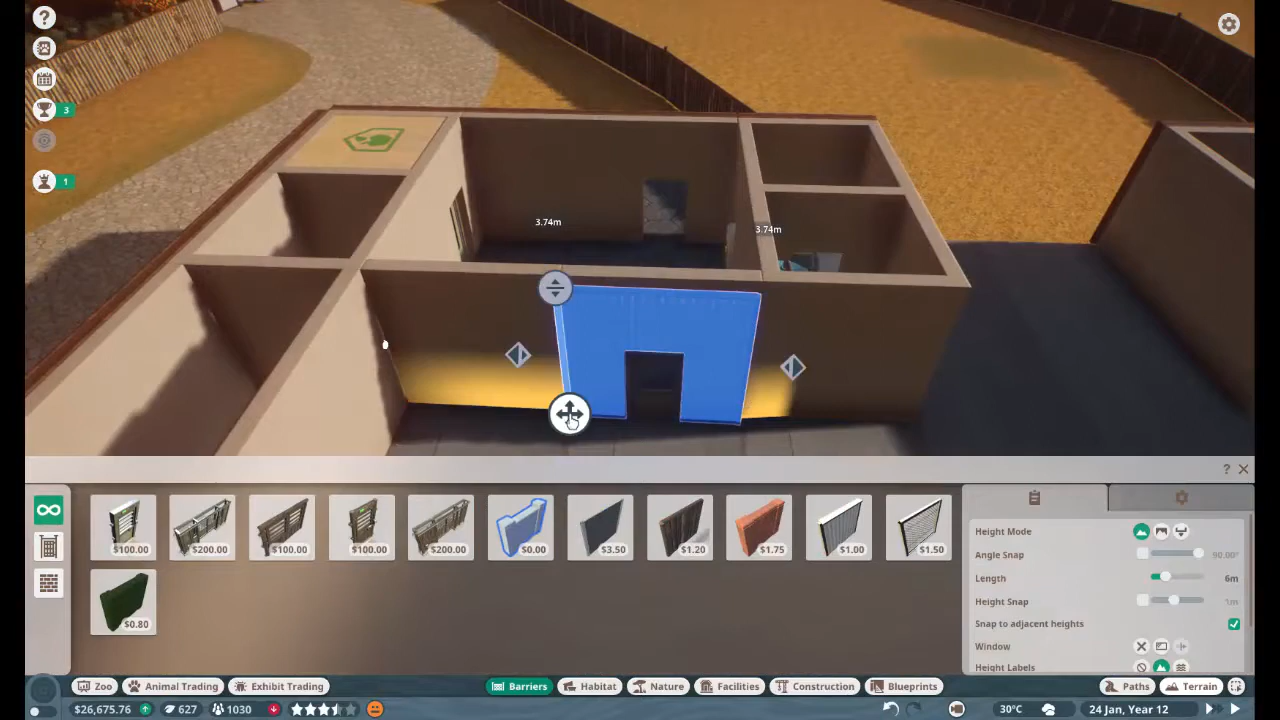 ?
3
1
3.74m
3.74m
?
$100.00
$200.00
$100.00
$100.00
$200.00
$0.00
$3.50
$1.20
$1.75
$1.00
$1.50
$0.80
Height Mode
Angle Snap 90.00°
Length 6m
Height Snap 1m
Snap to adjacent heights
Window
Height Labels
Zoo
Animal Trading
Exhibit Trading
Barriers
Habitat
Nature
Facilities
Construction
Blueprints
Paths
Terrain
$26,675.76
627
1030
30°C
24 Jan, Year 12